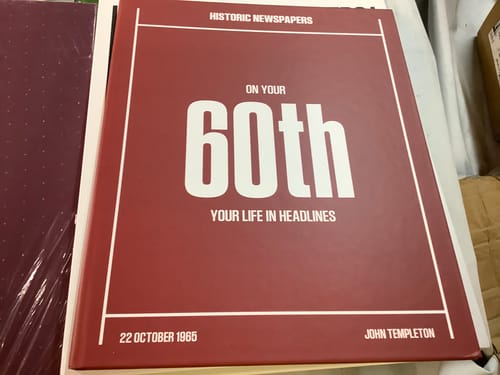 HISTORIC NEWSPAPERS
ON YOUR
60th
YOUR LIFE IN HEADLINES
22 OCTOBER 1965
JOHN TEMPLETON